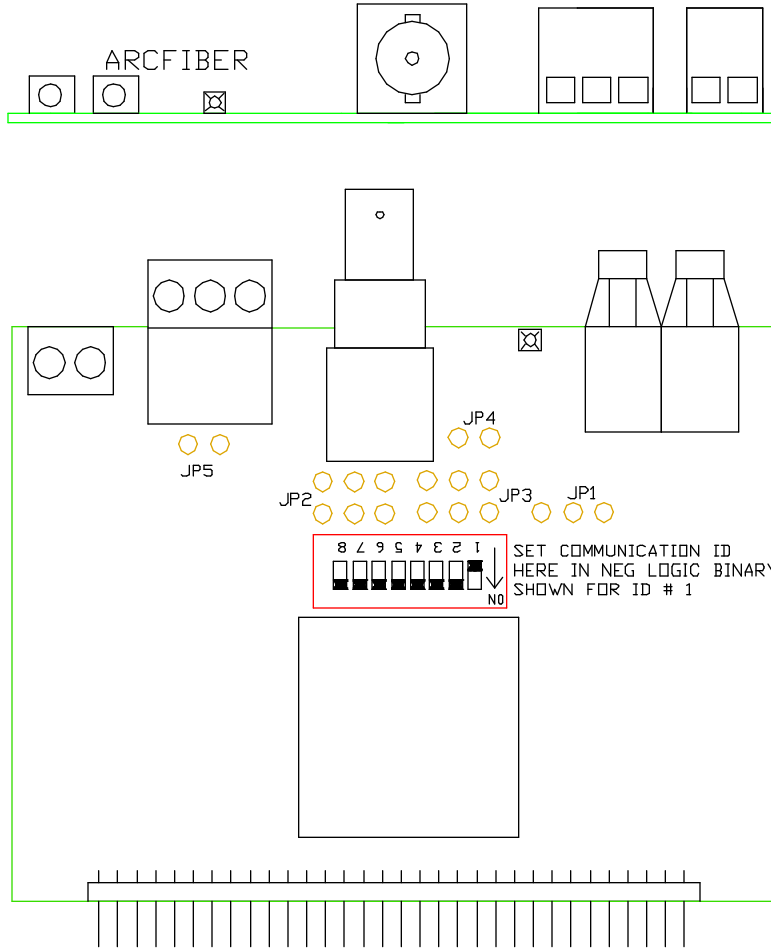 ARCFIBER
JP4
JP5
JP2
JP3
JP1
8 7 6 5 4 3 2 1
SET COMMUNICATION ID
HERE IN NEG LOGIC BINARY
SHOWN FOR ID # 1
NO